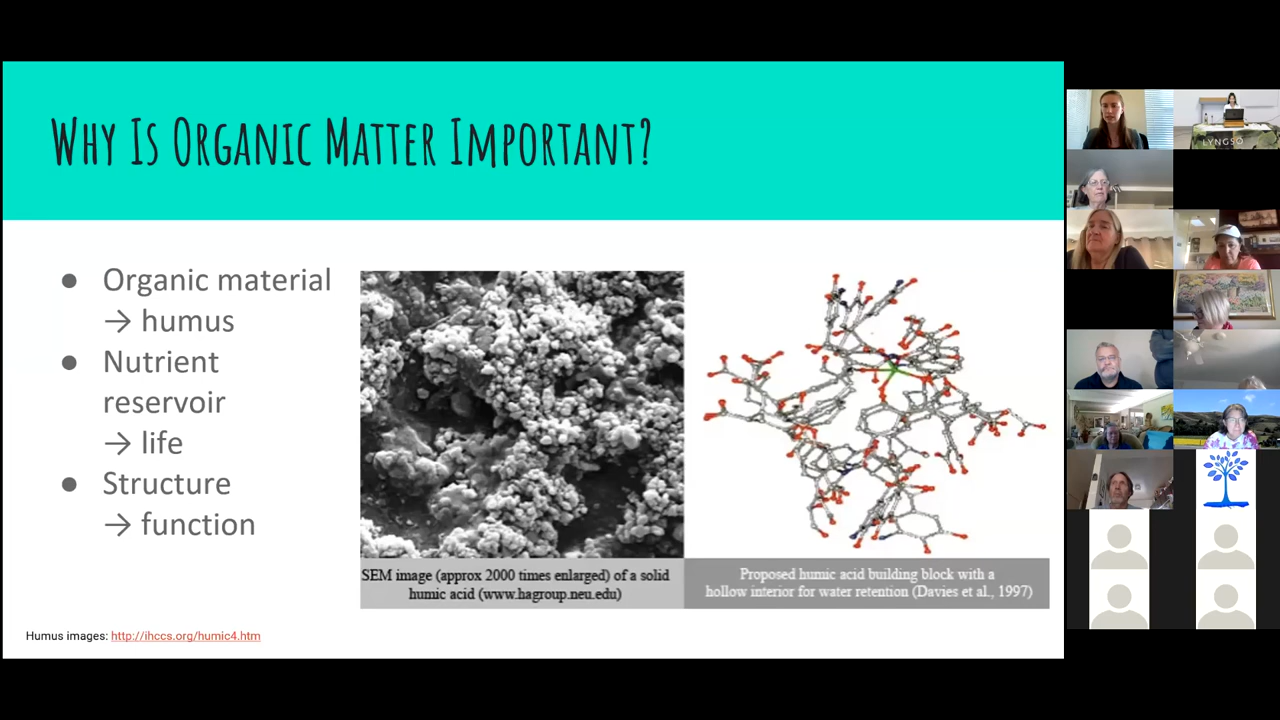 WHY IS ORGANIC MATTER IMPORTANT?
● Organic material
→ humus
● Nutrient
reservoir
→ life
● Structure
→ function
SEM image (approx 2000 times enlarged) of a solid
humic acid (www.hagroup.neu.edu)
Proposed humic acid building block with a
hollow interior for water retention (Davies et al., 1997)
Humus images: http://ihccs.org/humic4.htm
LYNGSO